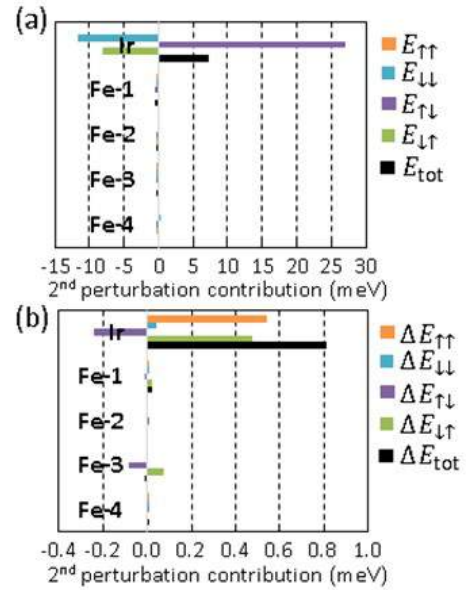 (a)
Ir
Fe-1
Fe-2
Fe-3
Fe-4
-15 -10 -5 0 5 10 15 20 25 30
2nd perturbation contribution (meV)
E↑↑
E↓↓
E↑↓
E↓↑
Etot
(b)
Ir
Fe-1
Fe-2
Fe-3
Fe-4
-0.4 -0.2 0.0 0.2 0.4 0.6 0.8 1.0
2nd perturbation contribution (meV)
ΔE↑↑
ΔE↓↓
ΔE↑↓
ΔE↓↑
ΔEtot